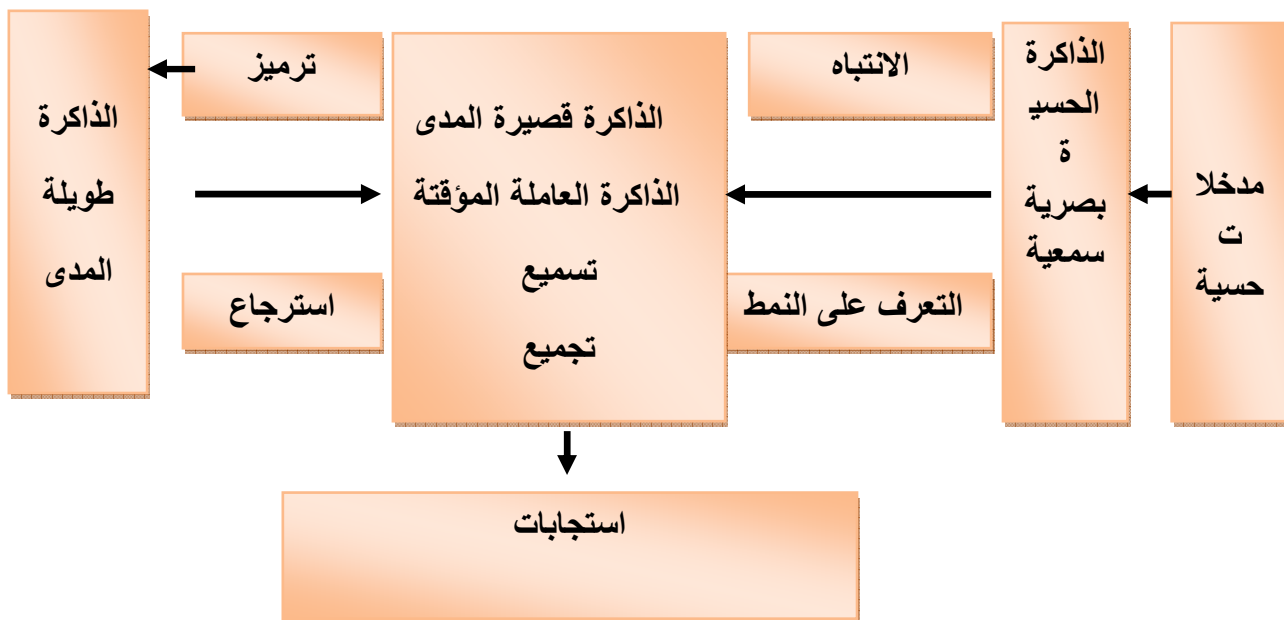 مدخلا
ت
حسية
الذاكرة
الحسي
ة
بصرية
سمعية
الانتباه
التعرف على النمط
الذاكرة قصيرة المدى
الذاكرة العاملة المؤقتة
تسميع
تجميع
ترميز
استرجاع
الذاكرة
طويلة
المدى
استجابات